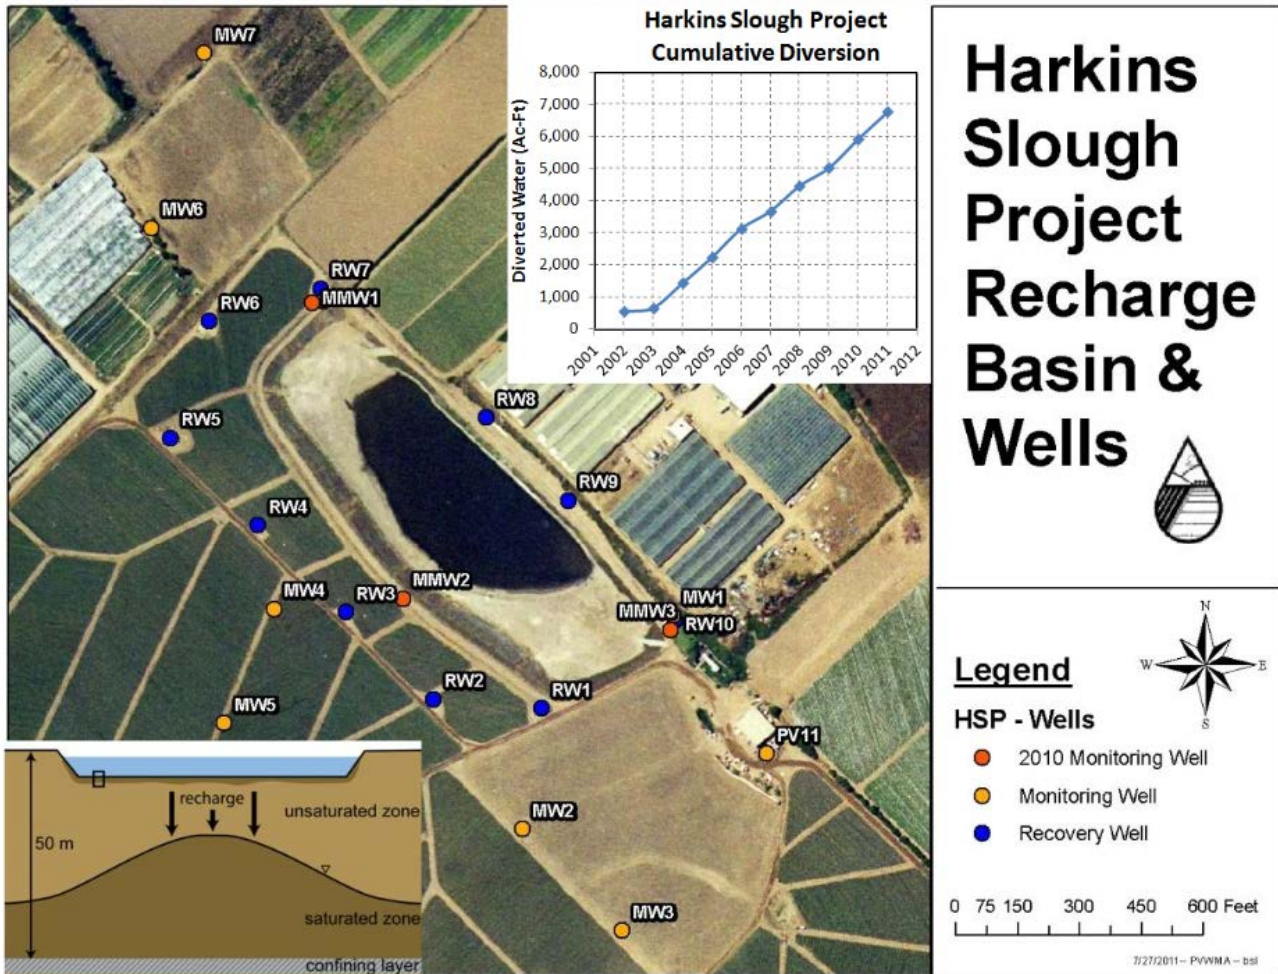 Harkins Slough Project
Cumulative Diversion
8,000
7,000
6,000
5,000
4,000
3,000
2,000
1,000
0
Diverted Water (Ac-Ft)
2001
2002
2003
2004
2005
2006
2007
2008
2009
2010
2011
2012
MW7
MW6
RW7
MMW1
RW6
RW8
RW5
RW9
RW4
MMW2
MW4
RW3
MW1
MMW3
RW10
RW2
RW1
MW5
PV11
MW2
MW3
recharge
unsaturated zone
50 m
saturated zone
confining layer
Harkins
Slough
Project
Recharge
Basin &
Wells
N
W
E
S
Legend
HSP - Wells
2010 Monitoring Well
Monitoring Well
Recovery Well
0 75 150 300 450 600 Feet
7/27/2011-- PVWMA -- bsl